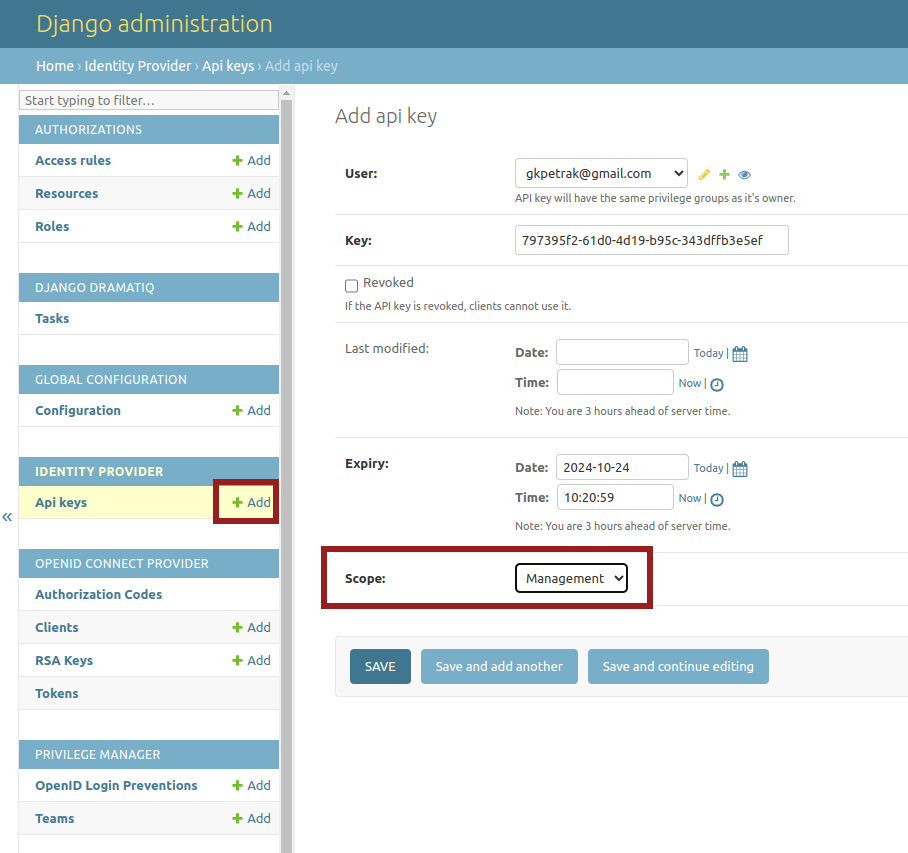 Django administration
Home › Identity Provider › Api keys › Add api key
Start typing to filter…
AUTHORIZATIONS
Access rules Add
Resources Add
Roles Add
DJANGO DRAMATIQ
Tasks
GLOBAL CONFIGURATION
Configuration Add
IDENTITY PROVIDER
Api keys Add
«
OPENID CONNECT PROVIDER
Authorization Codes
Clients Add
RSA Keys Add
Tokens
PRIVILEGE MANAGER
OpenID Login Preventions Add
Teams Add
Add api key
User: gkpetrak@gmail.com
API key will have the same privilege groups as it's owner.
Key: 797395f2-61d0-4d19-b95c-343dffb3e5ef
Revoked
If the API key is revoked, clients cannot use it.
Last modified: Date: Today |
Time: Now |
Note: You are 3 hours ahead of server time.
Expiry: Date: 2024-10-24 Today |
Time: 10:20:59 Now |
Note: You are 3 hours ahead of server time.
Scope: Management
SAVE Save and add another Save and continue editing